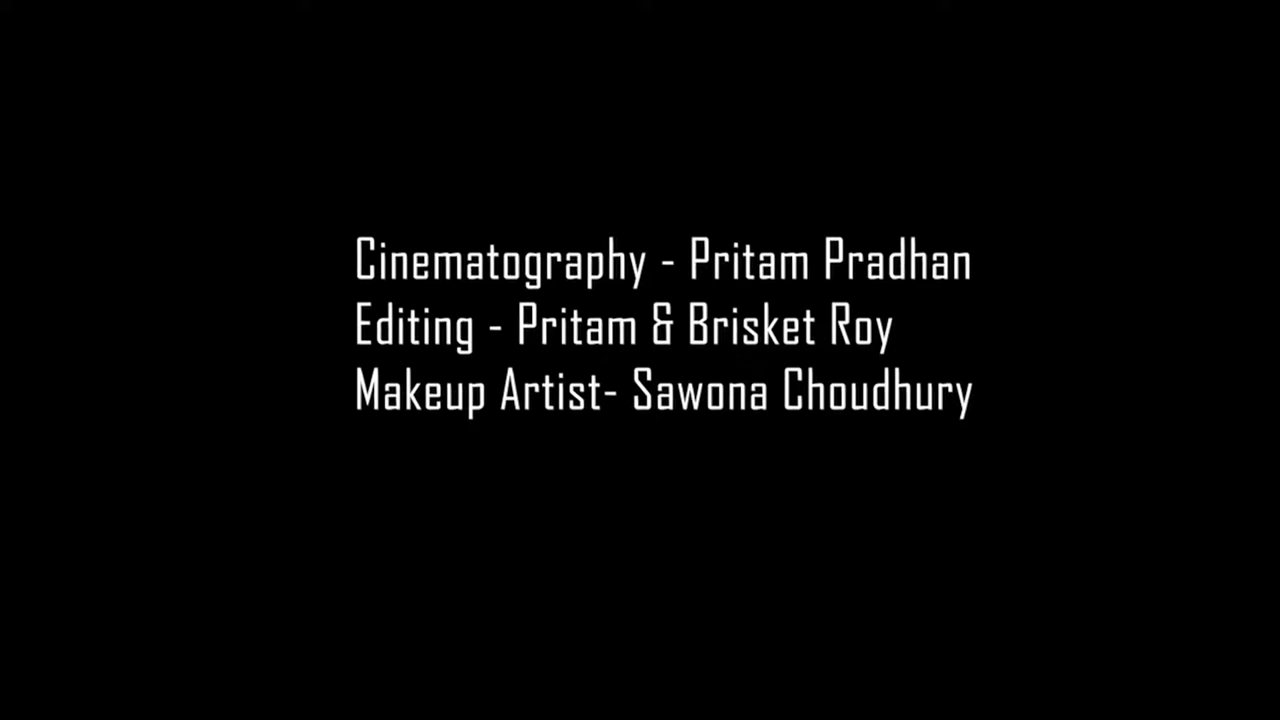 Cinematography - Pritam Pradhan
Editing - Pritam & Brisket Roy
Makeup Artist- Sawona Choudhury